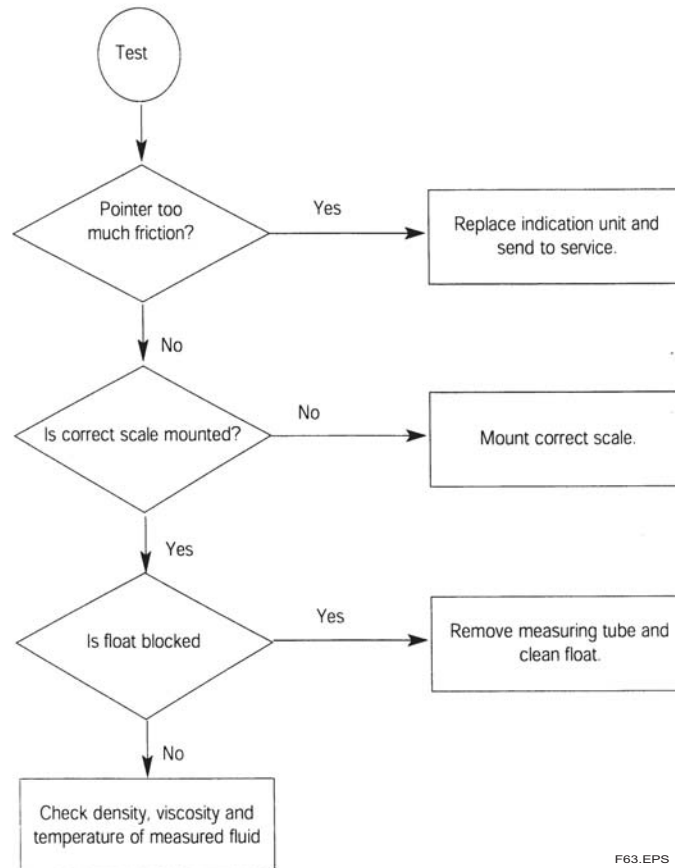 Test
Pointer too
much friction?
Yes
Replace indication unit and
send to service.
No
Is correct scale mounted?
No
Mount correct scale.
Yes
Is float blocked
Yes
Remove measuring tube and
clean float.
No
Check density, viscosity and
temperature of measured fluid
F63.EPS